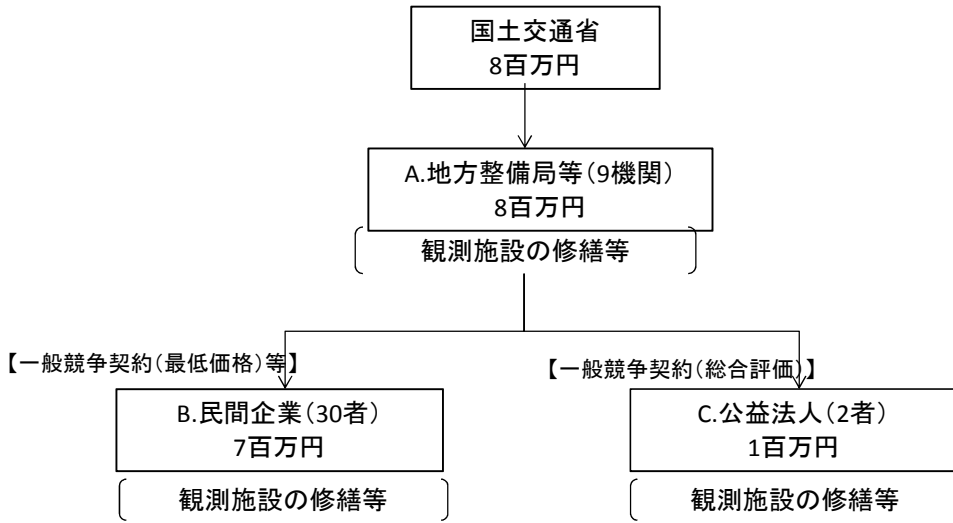 国土交通省
8百万円
A.地方整備局等(9機関)
8百万円
観測施設の修繕等
【一般競争契約(最低価格)等】
【一般競争契約(総合評価)】
B.民間企業(30者)
7百万円
C.公益法人(2者)
1百万円
観測施設の修繕等
観測施設の修繕等